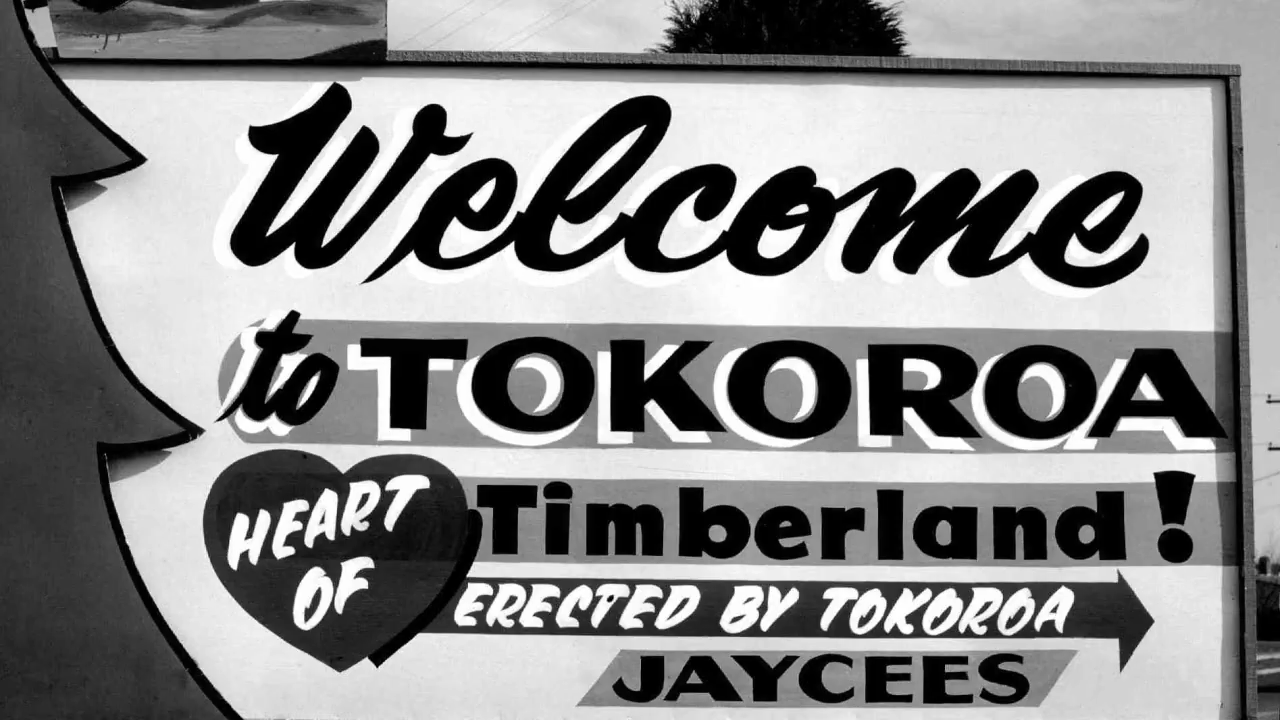 Welcome
to TOKOROA
HEART
OF
Timberland!
ERECTED BY TOKOROA
JAYCEES